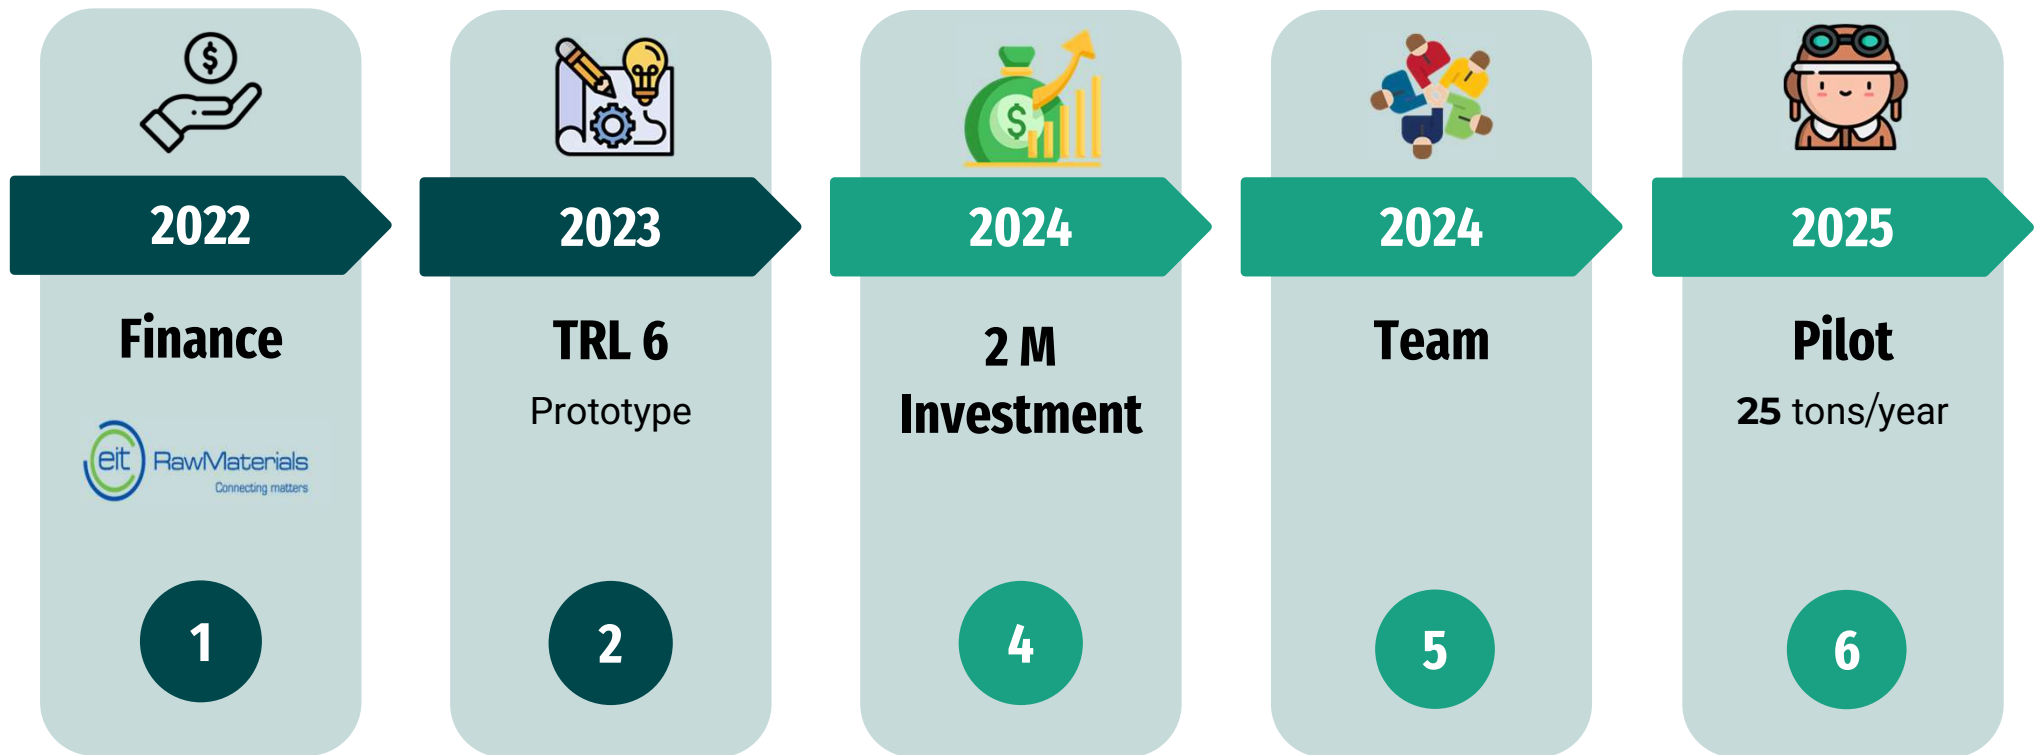 $
2022
Finance
eit RawMaterials
Connecting matters
1
2023
TRL 6
Prototype
2
$
2024
2 M
Investment
4
2024
Team
5
2025
Pilot
25 tons/year
6